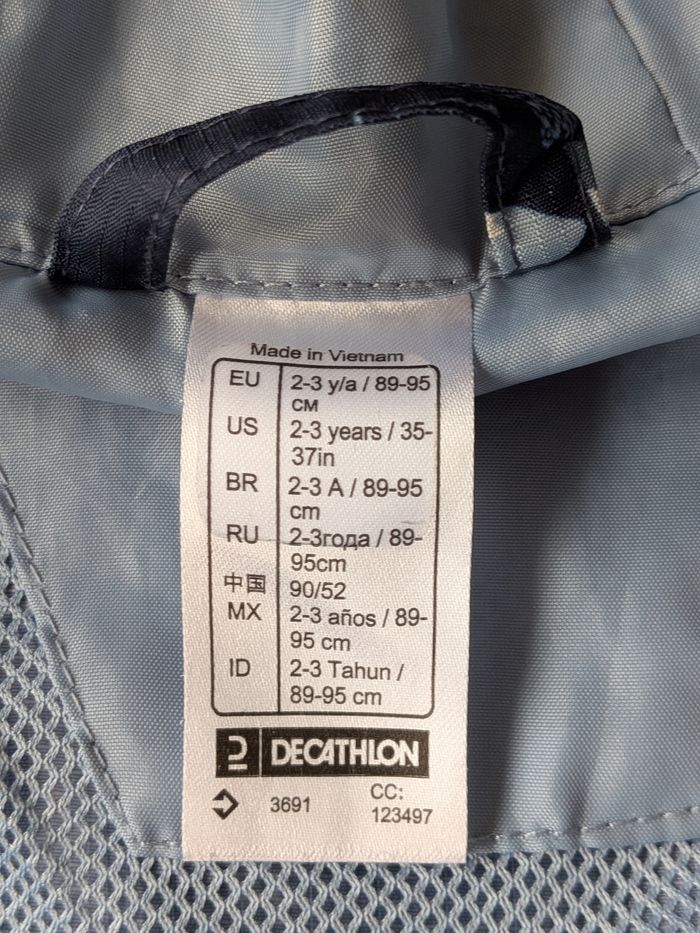 Made in Vietnam
EU 2-3 y/a / 89-95
CM
US 2-3 years / 35-
37in
BR 2-3 A / 89-95
cm
RU 2-3года / 89-
95cm
中国 90/52
MX 2-3 años / 89-
95 cm
ID 2-3 Tahun /
89-95 cm
DECATHLON
3691 CC:
123497